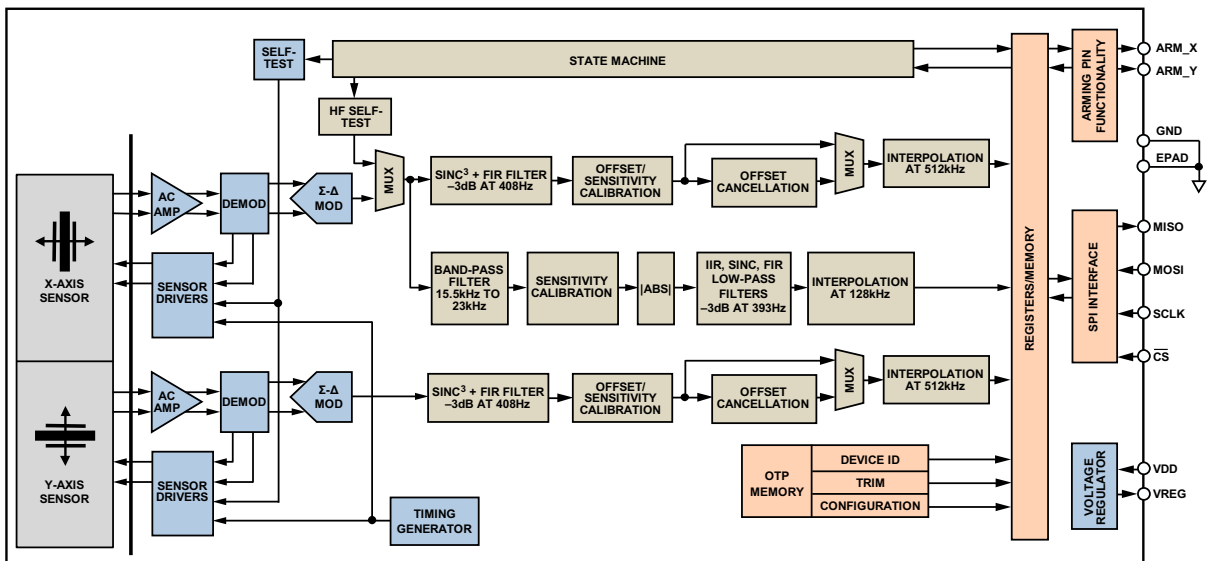 SELF-
TEST
STATE MACHINE
HF SELF-
TEST
MUX
SINC³ + FIR FILTER
–3dB AT 408Hz
OFFSET/
SENSITIVITY
CALIBRATION
OFFSET
CANCELLATION
MUX
INTERPOLATION
AT 512kHz
AC
AMP
DEMOD
Σ-Δ
MOD
X-AXIS
SENSOR
SENSOR
DRIVERS
BAND-PASS
FILTER
15.5kHz TO
23kHz
SENSITIVITY
CALIBRATION
|ABS|
IIR, SINC, FIR
LOW-PASS
FILTERS
–3dB AT 393Hz
INTERPOLATION
AT 128kHz
AC
AMP
DEMOD
Σ-Δ
MOD
SINC³ + FIR FILTER
–3dB AT 408Hz
OFFSET/
SENSITIVITY
CALIBRATION
OFFSET
CANCELLATION
MUX
INTERPOLATION
AT 512kHz
Y-AXIS
SENSOR
SENSOR
DRIVERS
TIMING
GENERATOR
OTP
MEMORY
DEVICE ID
TRIM
CONFIGURATION
REGISTERS/MEMORY
ARMING PIN
FUNCTIONALITY
ARM_X
ARM_Y
GND
EPAD
SPI INTERFACE
MISO
MOSI
SCLK
C̅S̅
VOLTAGE
REGULATOR
VDD
VREG